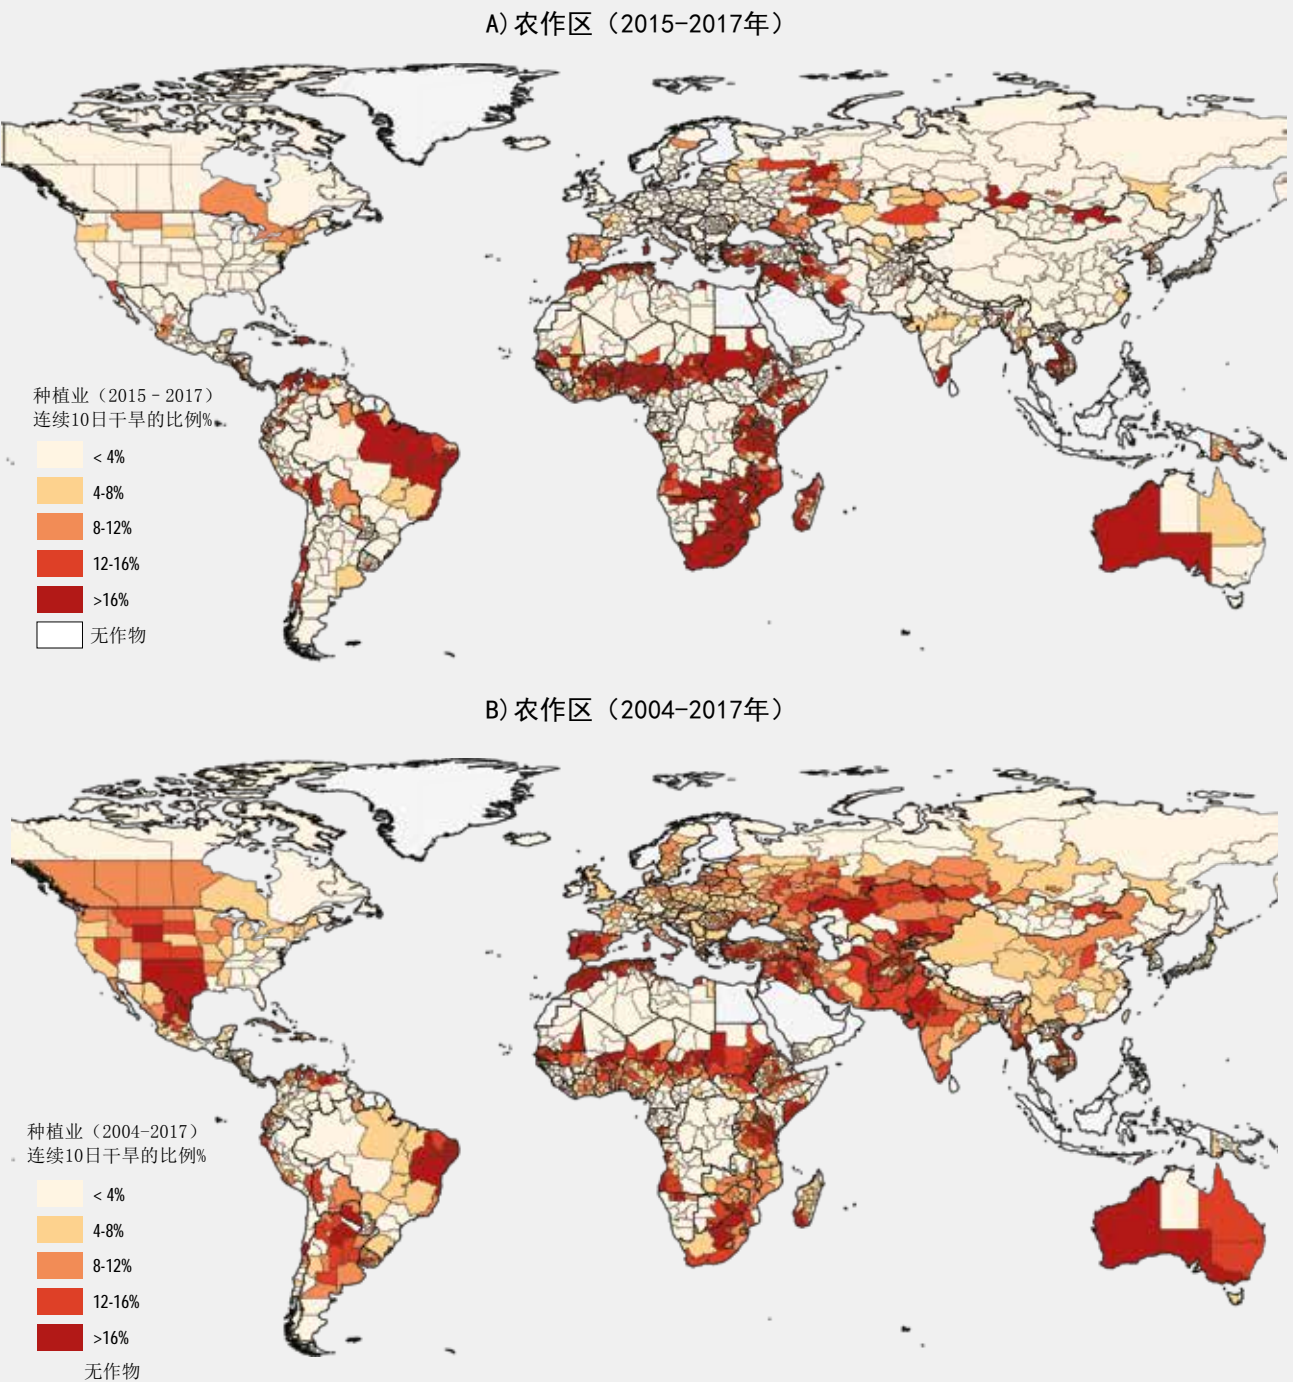 A)农作区（2015-2017年）
种植业（2015–2017）
连续10日干旱的比例%
< 4%
4-8%
8-12%
12-16%
>16%
无作物
B)农作区（2004-2017年）
种植业（2004-2017）
连续10日干旱的比例%
< 4%
4-8%
8-12%
12-16%
>16%
无作物